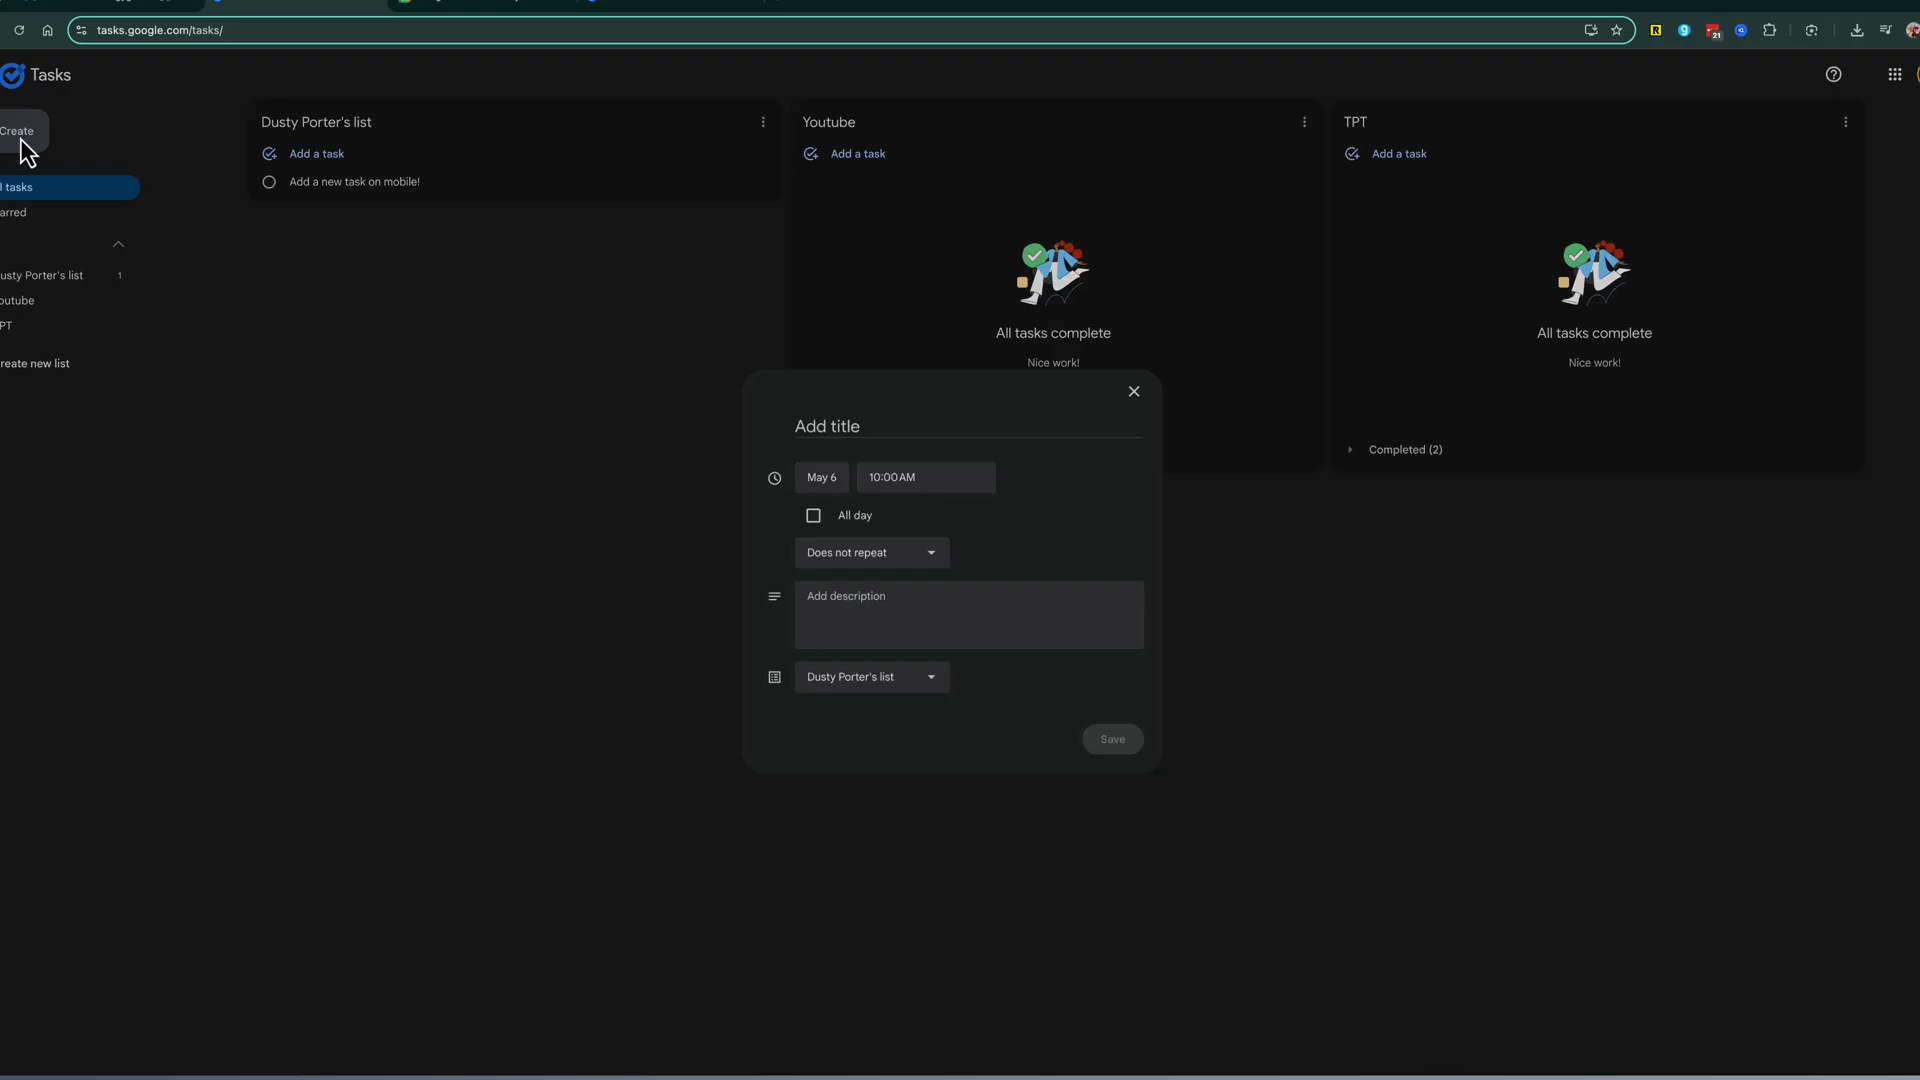 tasks.google.com/tasks/
21
Tasks
Create
l tasks
arred
usty Porter's list 1
outube
PT
reate new list
Dusty Porter's list
Add a task
Add a new task on mobile!
Youtube
Add a task
All tasks complete
Nice work!
TPT
Add a task
All tasks complete
Nice work!
Completed (2)
Add title
May 6 10:00AM
All day
Does not repeat
Add description
Dusty Porter's list
Save